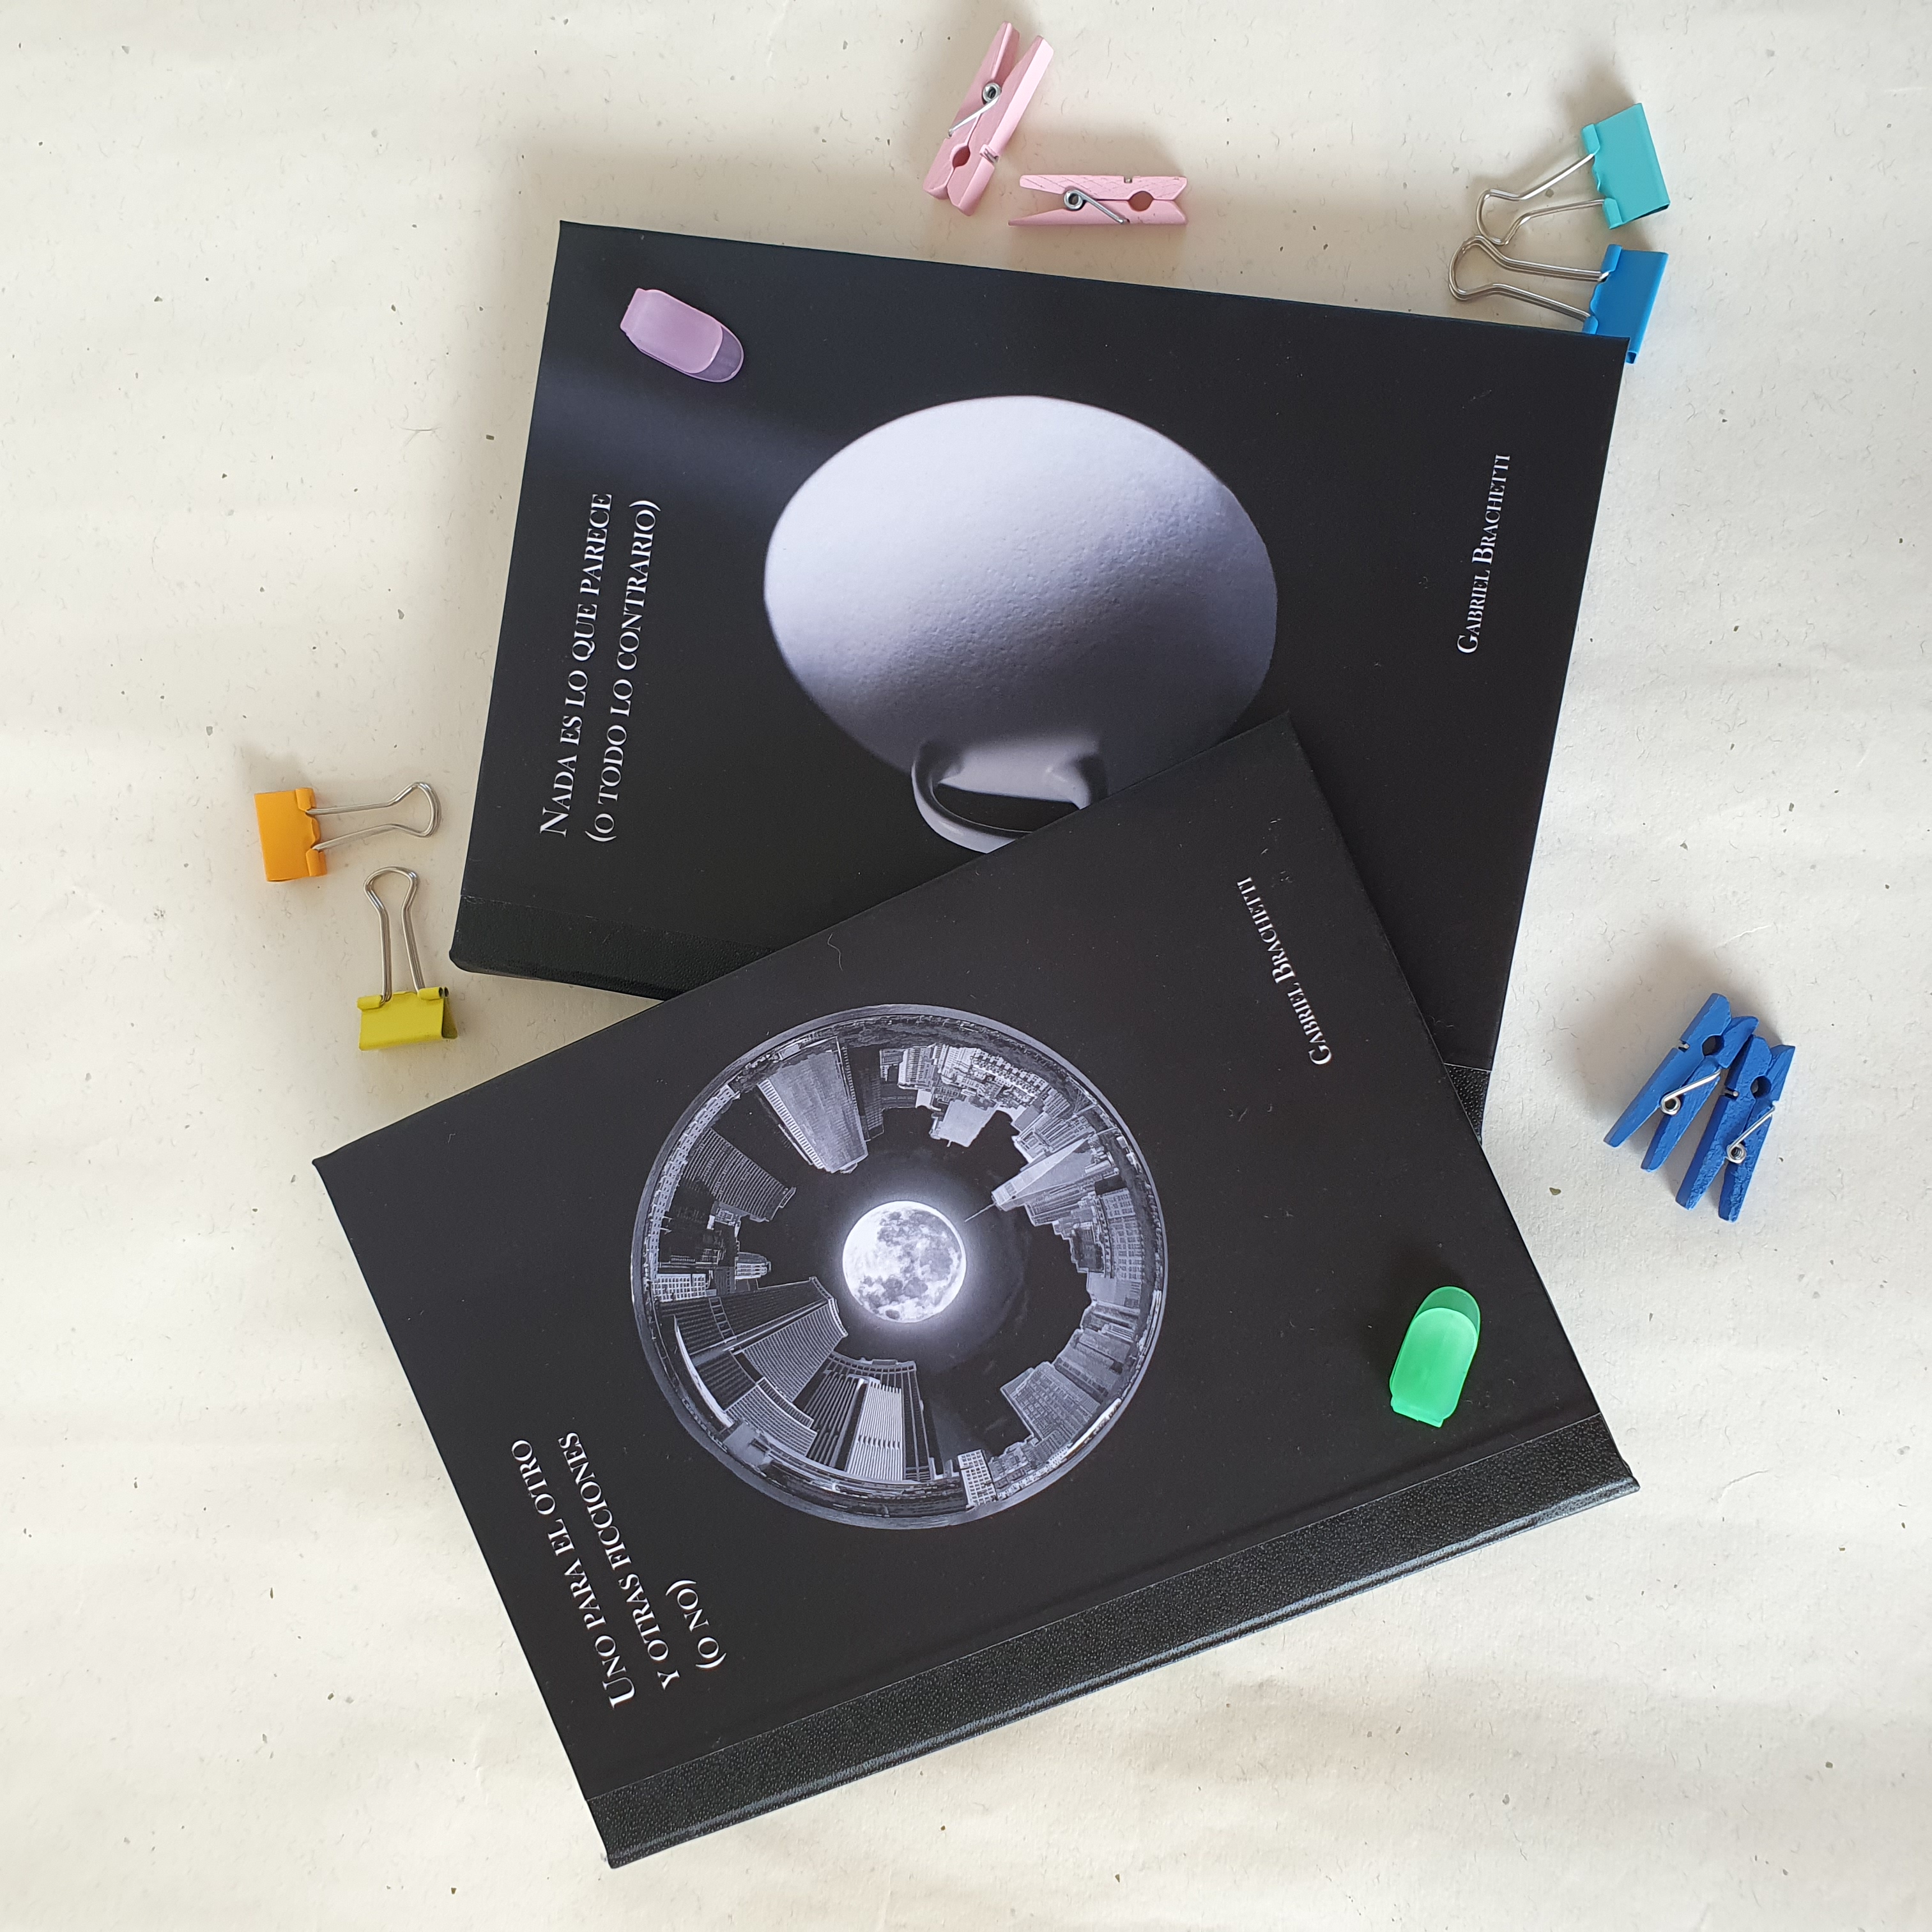 Uno para el otro
y otras ficciones
(o no)
Gabriel Brachetti
Nada es lo que parece
(o todo lo contrario)
Gabriel Brachetti